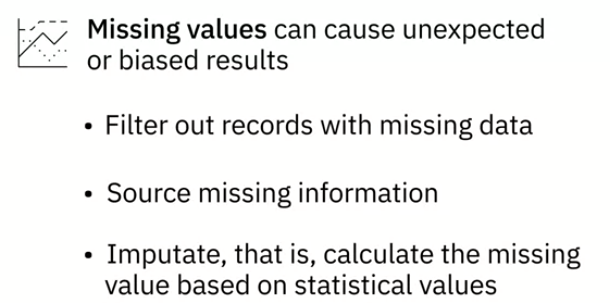 Missing values can cause unexpected
or biased results
• Filter out records with missing data
• Source missing information
• Imputate, that is, calculate the missing
value based on statistical values